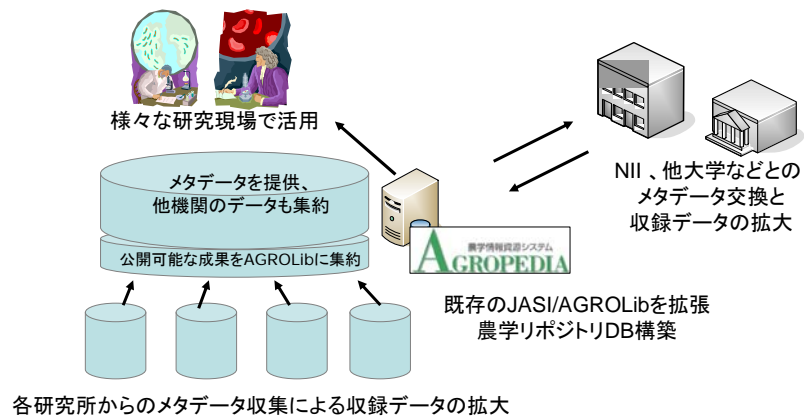 様々な研究現場で活用
メタデータを提供、
他機関のデータも集約
公開可能な成果をAGROLibに集約
農学情報資源システム
AGROPEDIA
NII 、他大学などとの
メタデータ交換と
収録データの拡大
既存のJASI/AGROLibを拡張
農学リポジトリDB構築
各研究所からのメタデータ収集による収録データの拡大